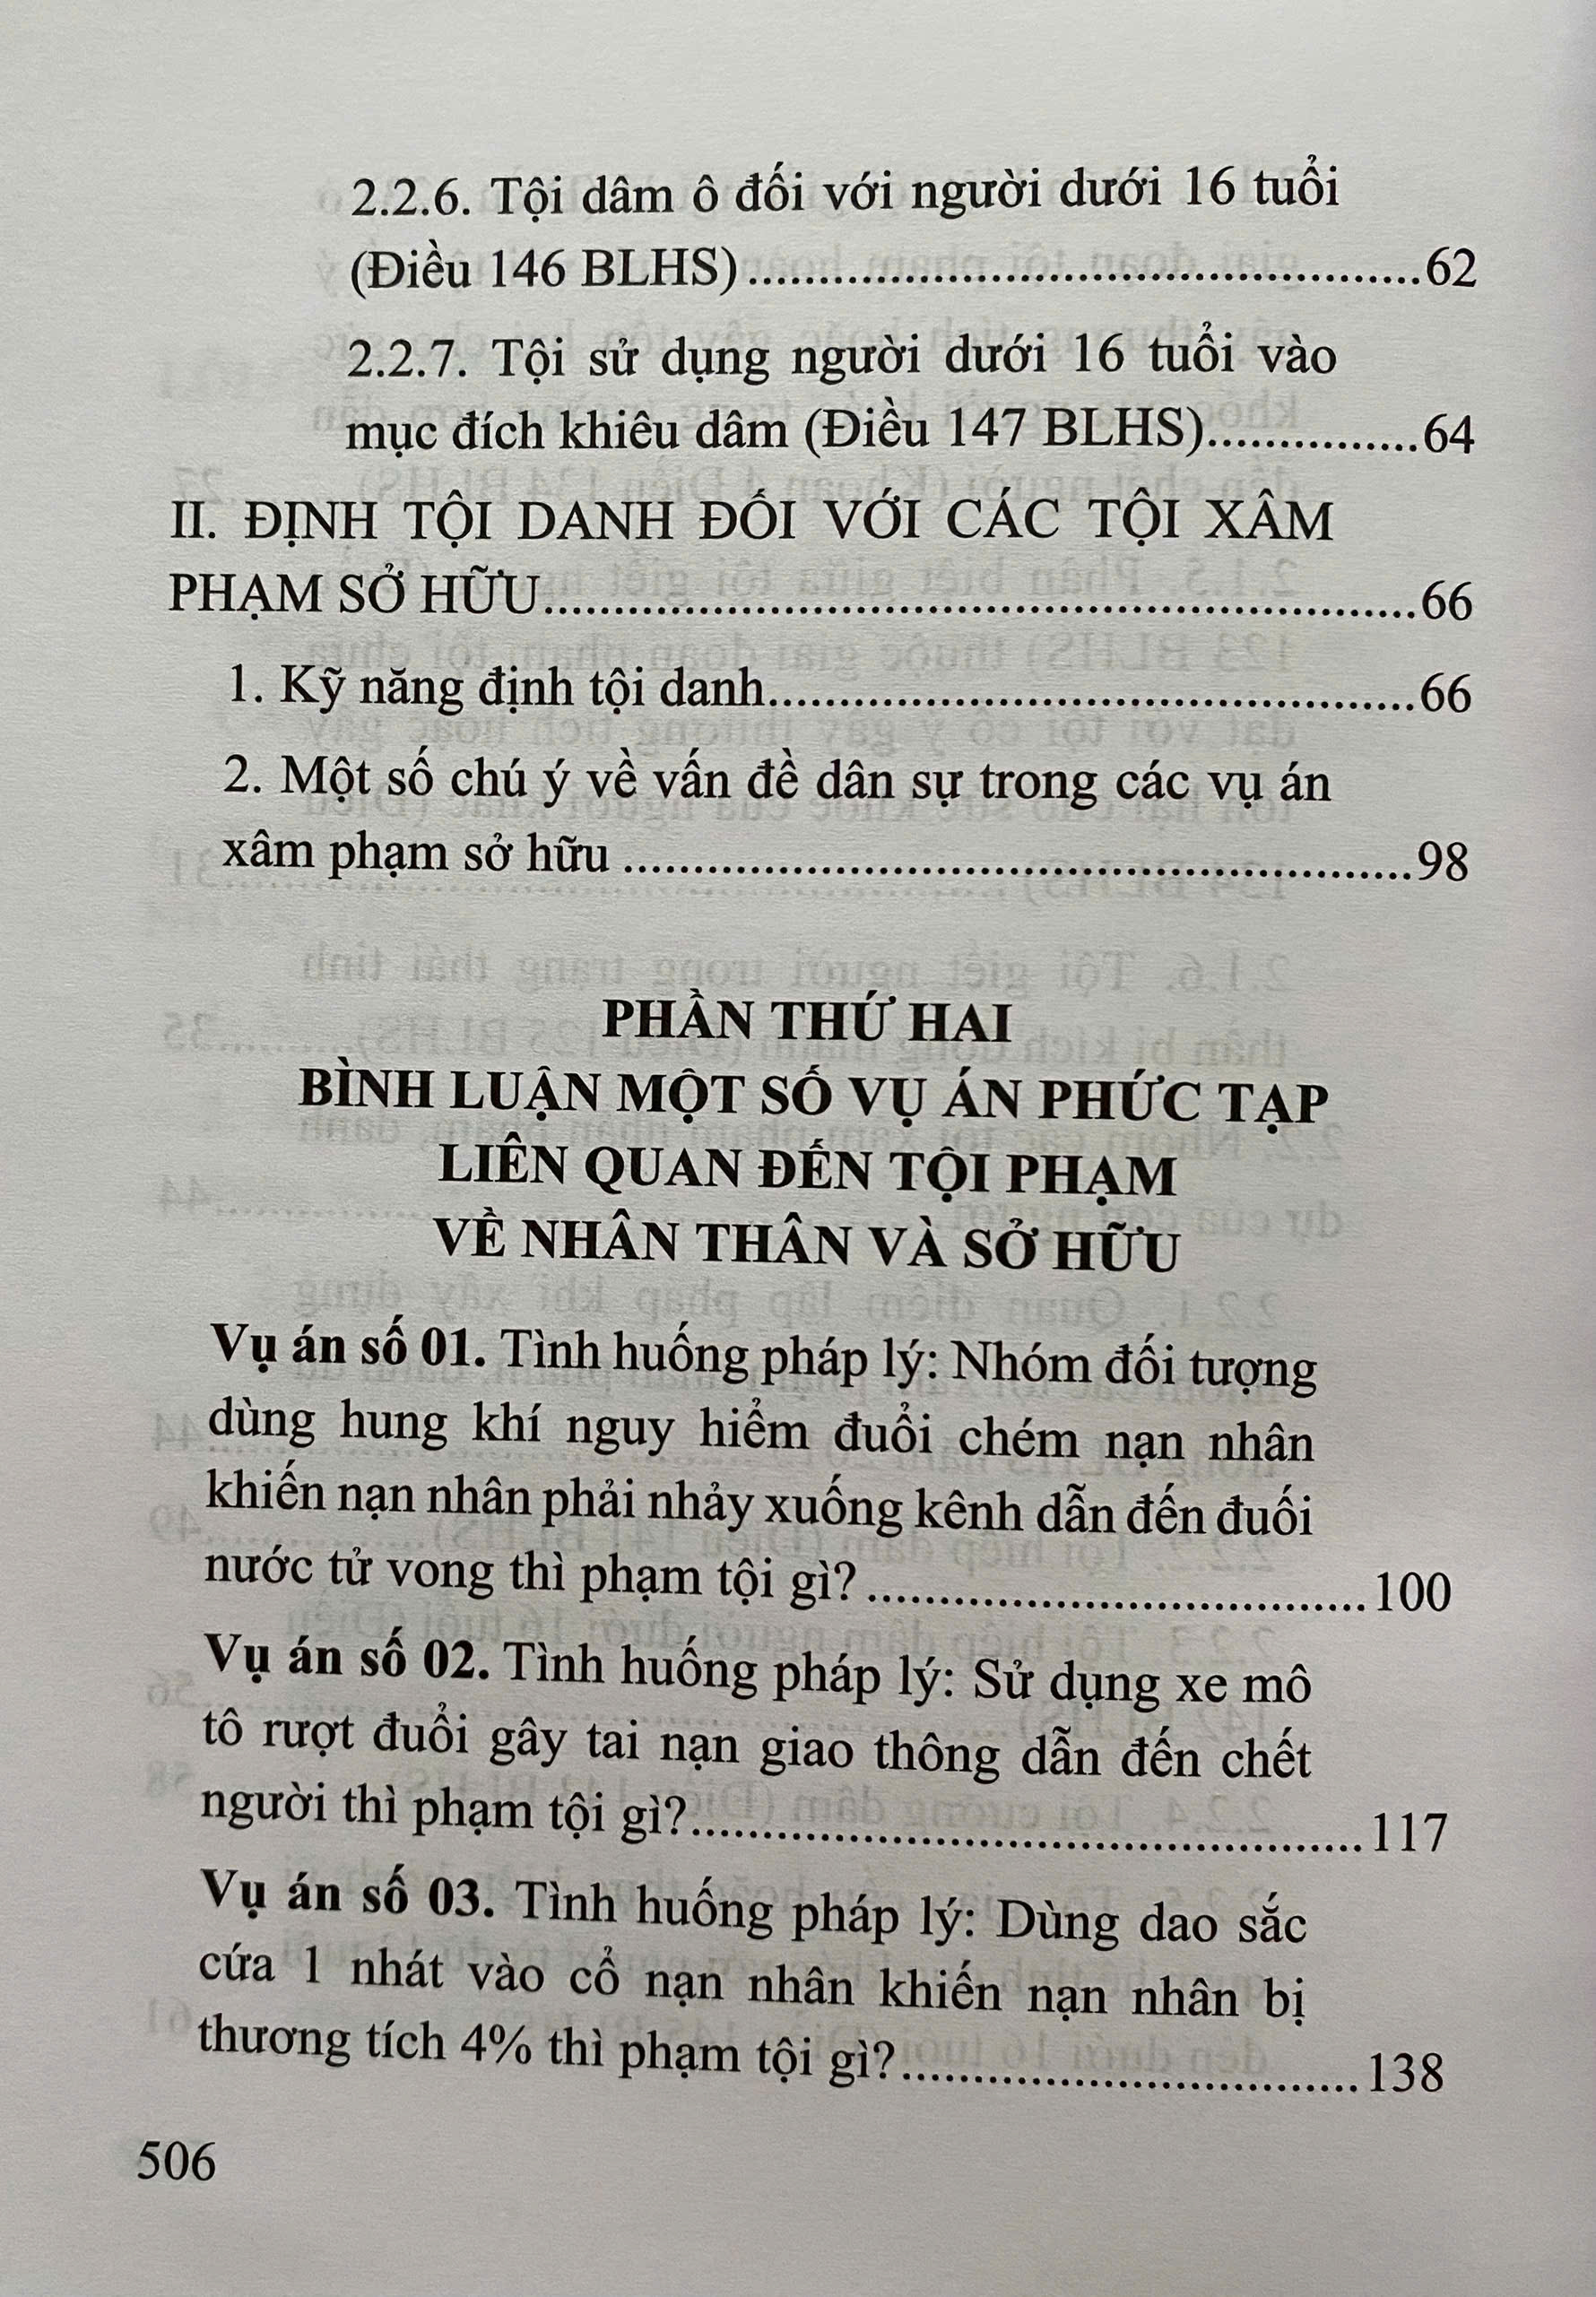 2.2.6. Tội dâm ô đối với người dưới 16 tuổi
(Điều 146 BLHS)................................................62
2.2.7. Tội sử dụng người dưới 16 tuổi vào
mục đích khiêu dâm (Điều 147 BLHS)...............64
II. ĐỊNH TỘI DANH ĐỐI VỚI CÁC TỘI XÂM
PHẠM SỞ HỮU..............................................................66
1. Kỹ năng định tội danh..............................................66
2. Một số chú ý về vấn đề dân sự trong các vụ án
xâm phạm sở hữu ........................................................98
PHẦN THỨ HAI
BÌNH LUẬN MỘT SỐ VỤ ÁN PHỨC TẠP
LIÊN QUAN ĐẾN TỘI PHẠM
VỀ NHÂN THÂN VÀ SỞ HỮU
Vụ án số 01. Tình huống pháp lý: Nhóm đối tượng
dùng hung khí nguy hiểm đuổi chém nạn nhân
khiến nạn nhân phải nhảy xuống kênh dẫn đến đuối
nước tử vong thì phạm tội gì? ...................................100
Vụ án số 02. Tình huống pháp lý: Sử dụng xe mô
tô rượt đuổi gây tai nạn giao thông dẫn đến chết
người thì phạm tội gì?...............................................117
Vụ án số 03. Tình huống pháp lý: Dùng dao sắc
cứa 1 nhát vào cổ nạn nhân khiến nạn nhân bị
thương tích 4% thì phạm tội gì?................................138
506